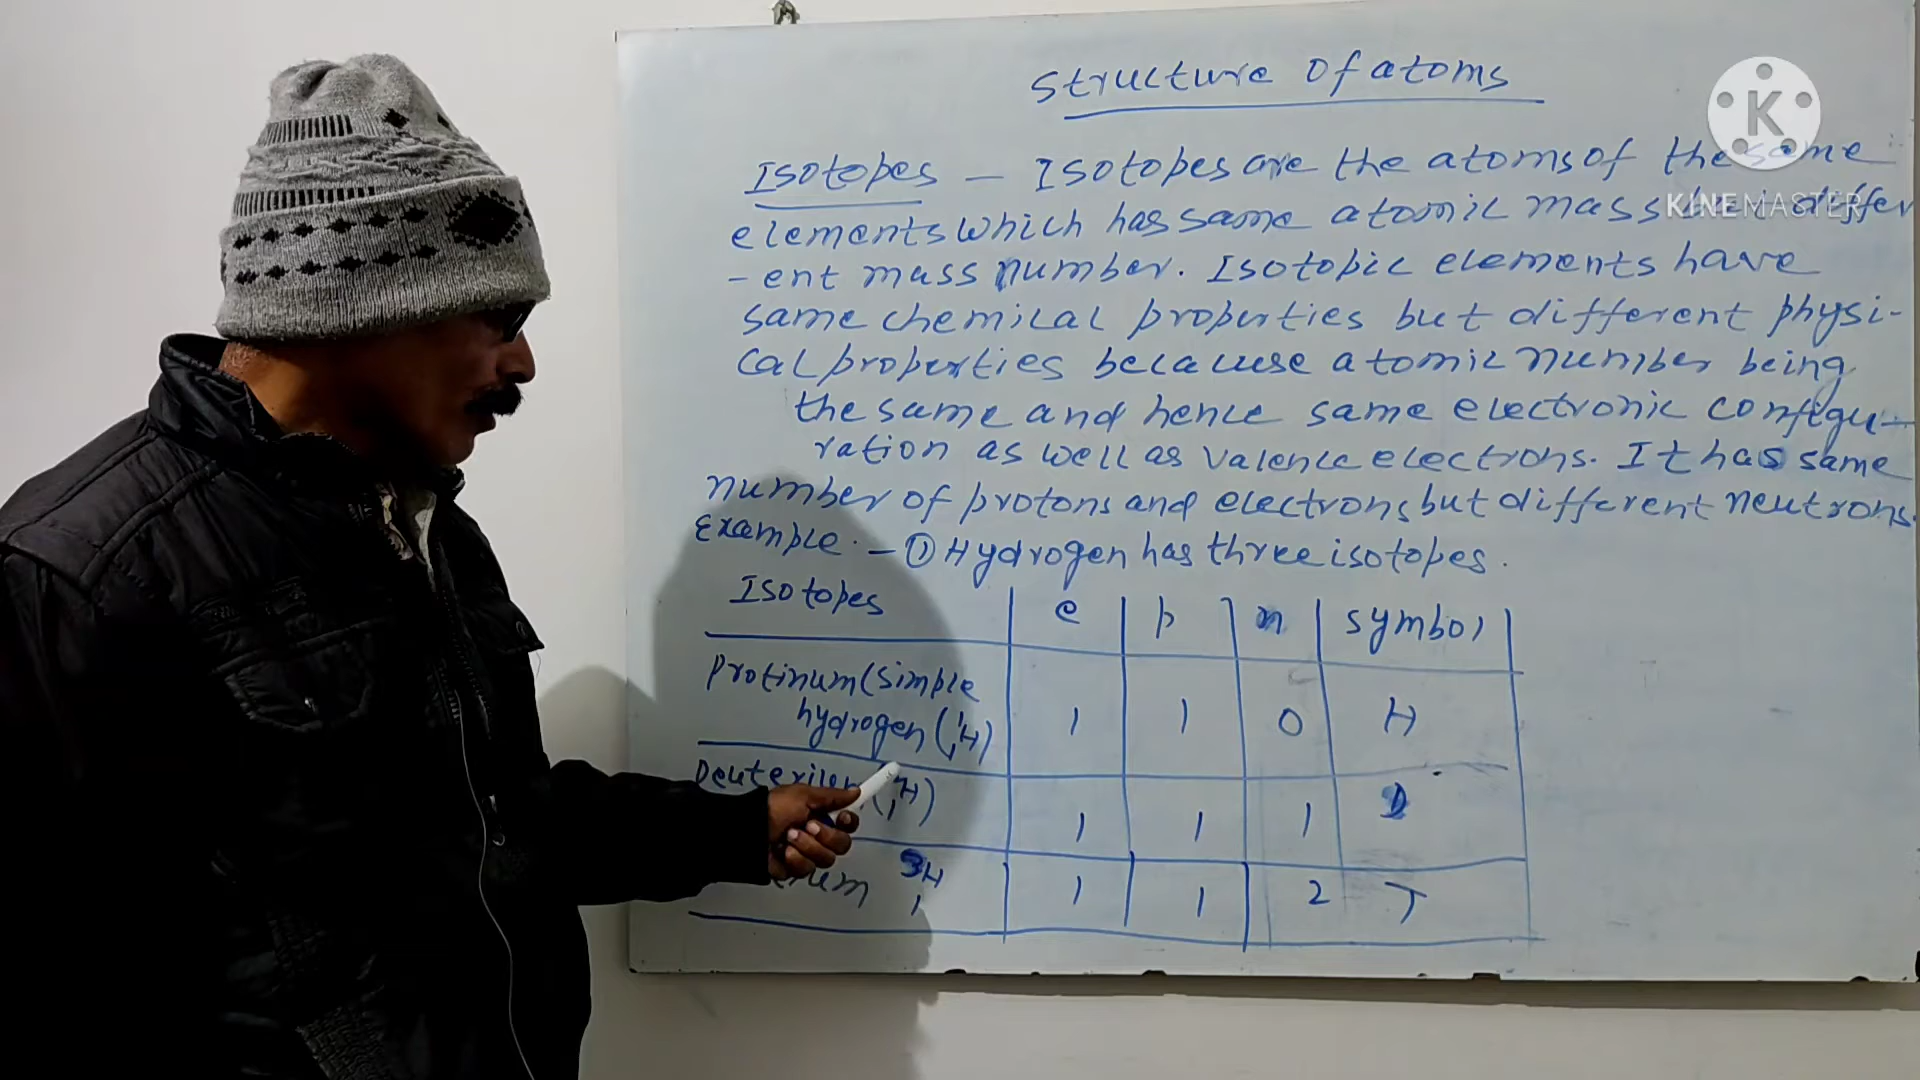 Structure Of atoms
Isotopes – Isotopes are the atoms of the same
elements which has same atomic mass but differ
-ent mass number. Isotopic elements have
same chemical properties but different physi-
cal properties because atomic number being
the same and hence same electronic configu-
ration as well as valence electrons. It has same
number of protons and electrons but different neutrons.
Example. – ① Hydrogen has three isotopes.
Isotopes e p n symbol
Protinum (simple
hydrogen (¹₁H) 1 1 0 H
Deuterium (²₁H) 1 1 1 D
³₁H 1 1 2 T
K
KINEMASTER